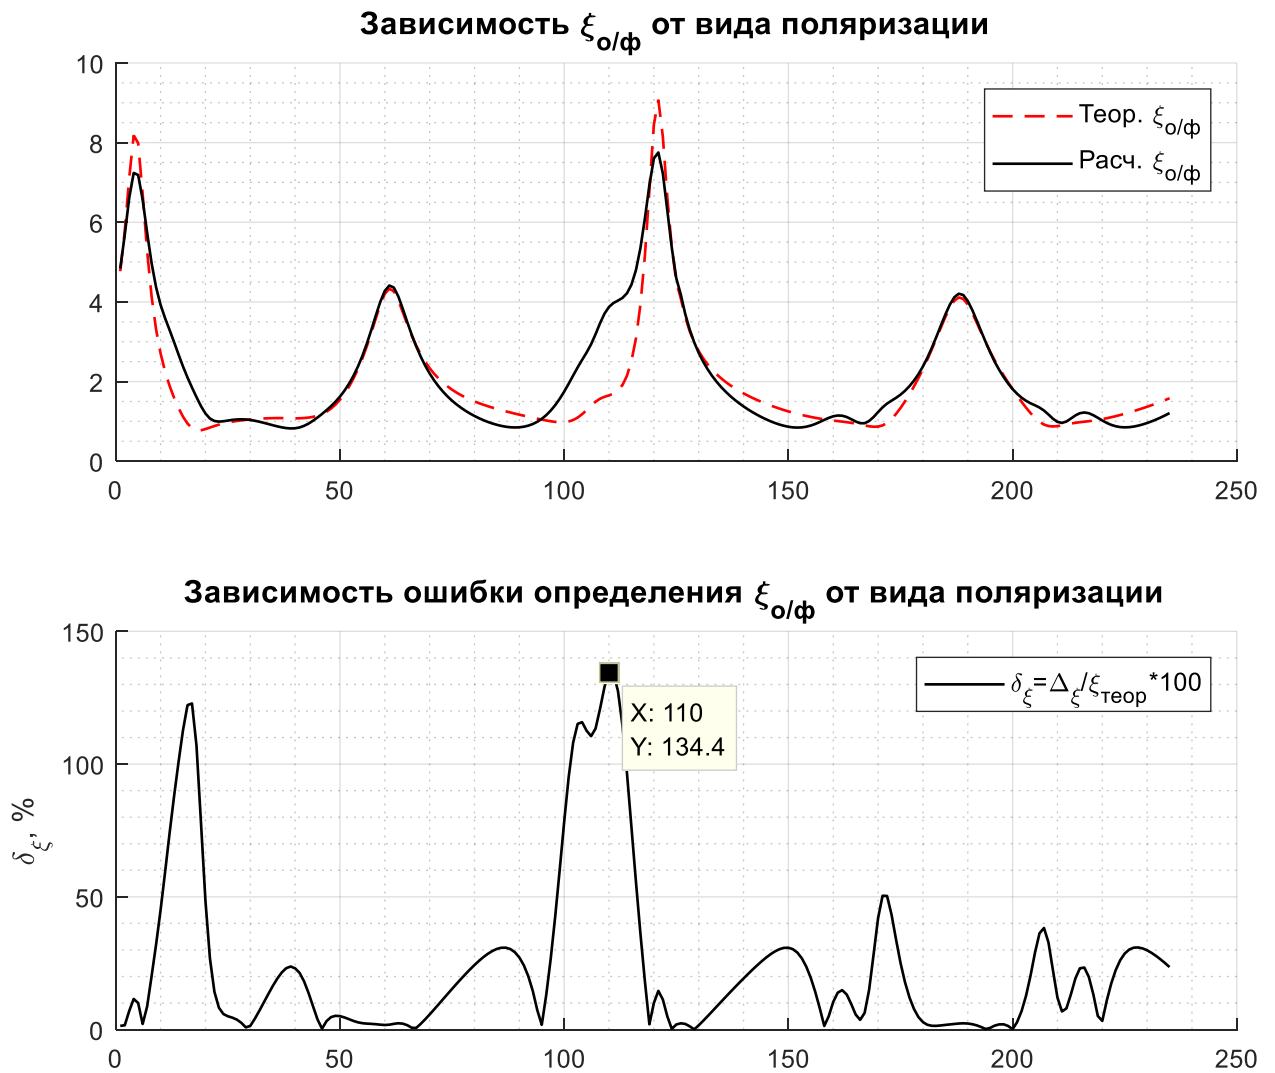 Зависимость ξо/ф от вида поляризации
10
8
6
4
2
0
0 50 100 150 200 250
Теор. ξо/ф
Расч. ξо/ф
Зависимость ошибки определения ξо/ф от вида поляризации
150
100
50
0
0 50 100 150 200 250
δξ, %
δξ=Δξ/ξтеор*100
X: 110
Y: 134.4